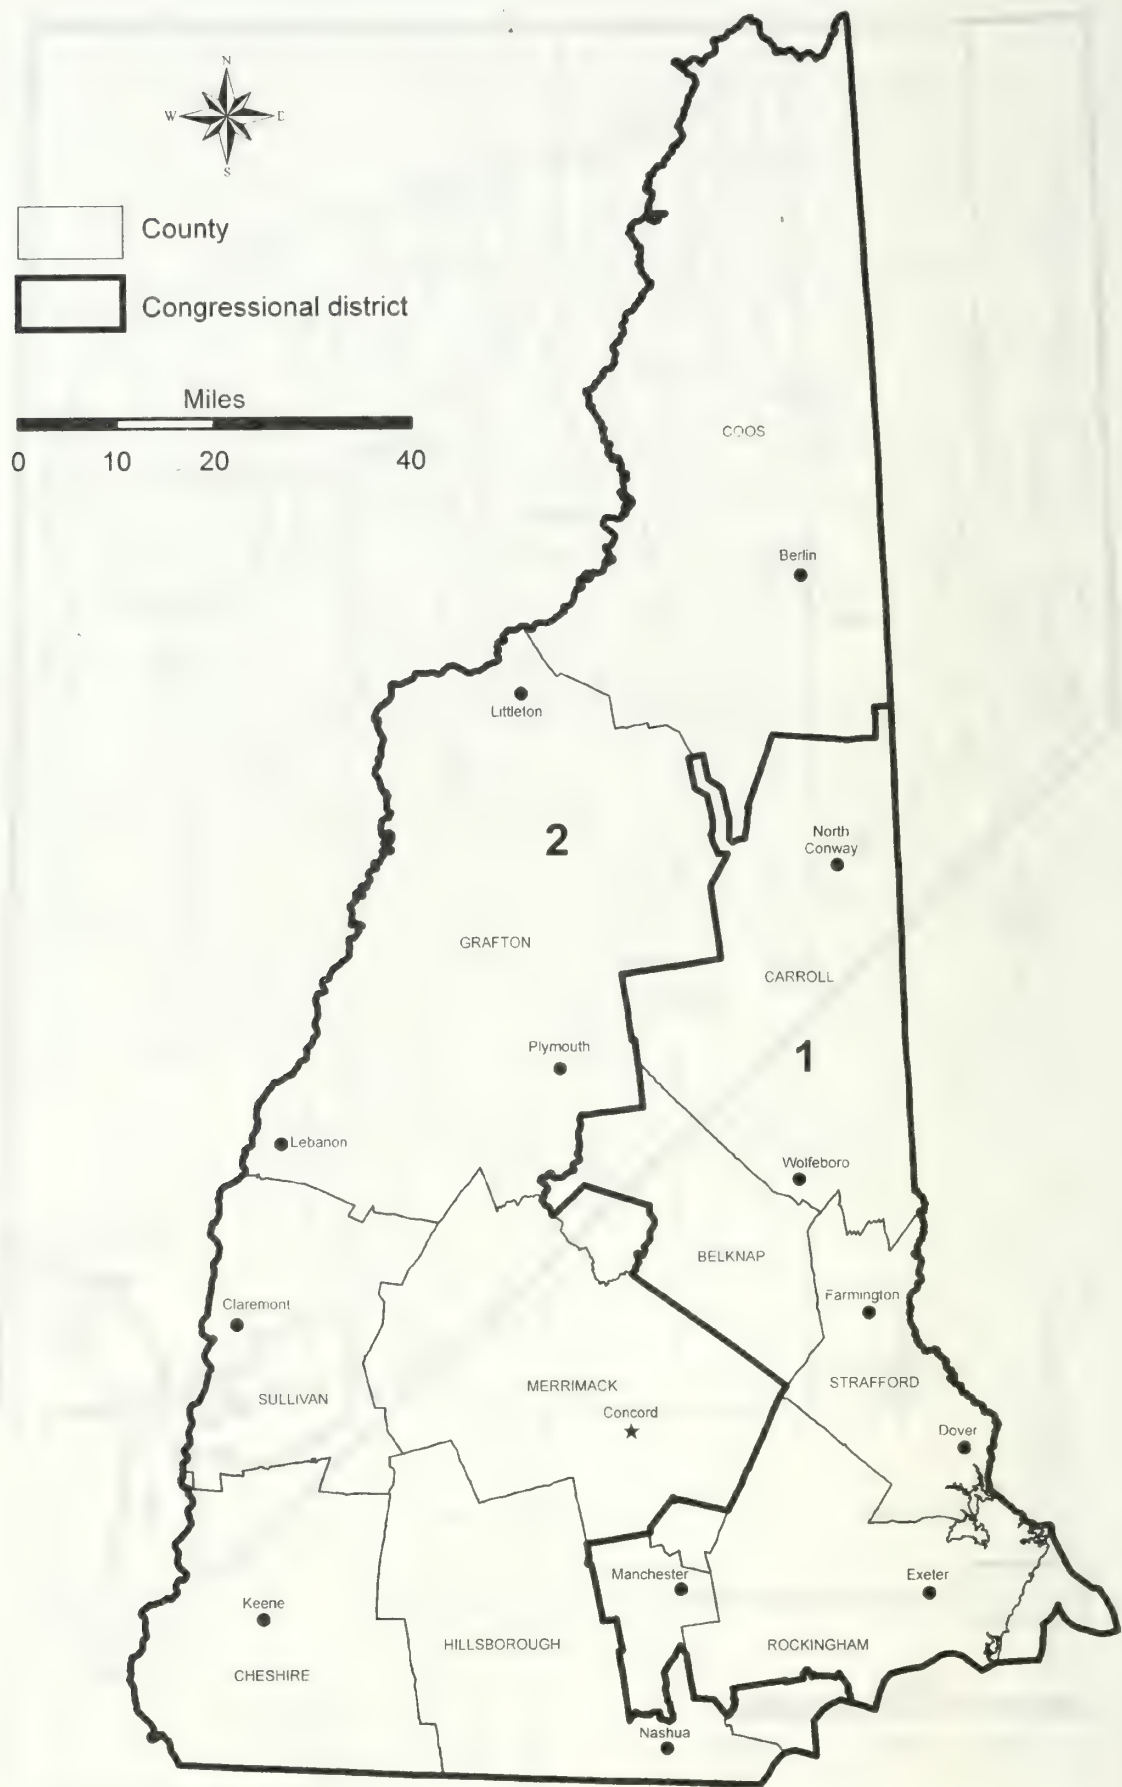 N
W E
S
County
Congressional district
Miles
0 10 20 40
COOS
Berlin
Littleton
2
North
Conway
GRAFTON
CARROLL
1
Plymouth
Lebanon
Wolfeboro
BELKNAP
Farmington
Claremont
STRAFFORD
MERRIMACK
SULLIVAN
Concord
Dover
Manchester
Exeter
Keene
HILLSBOROUGH
ROCKINGHAM
CHESHIRE
Nashua